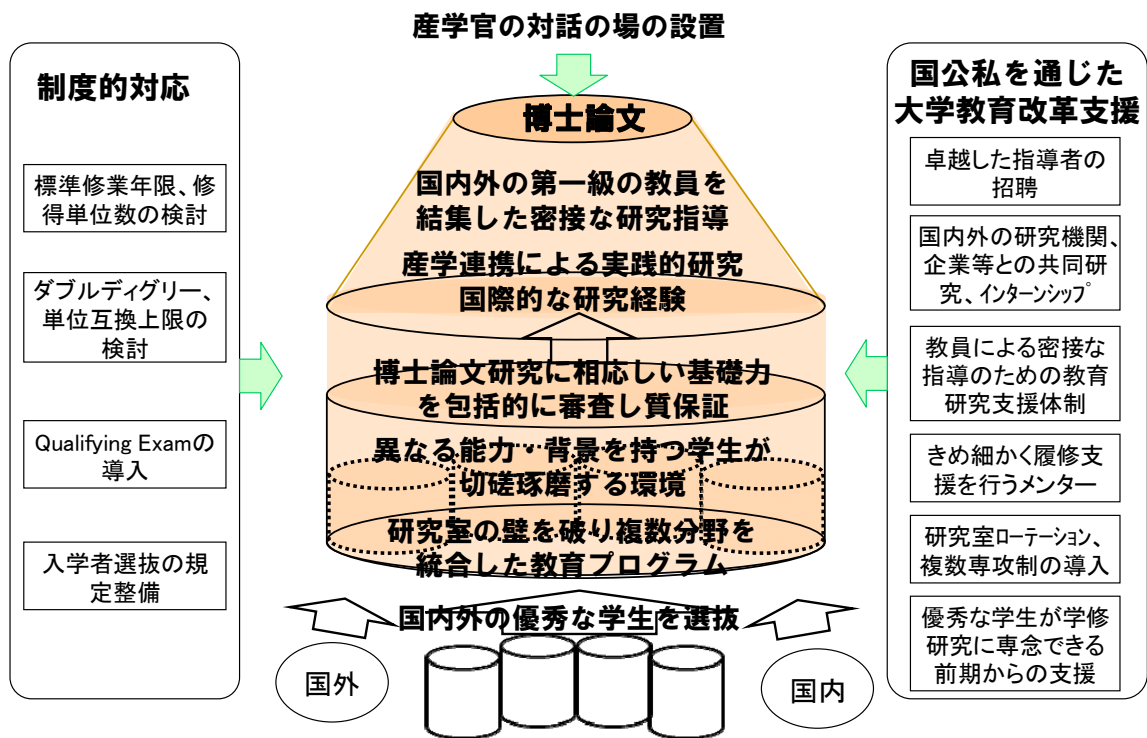 産学官の対話の場の設置
制度的対応
標準修業年限、修
得単位数の検討
ダブルディグリー、
単位互換上限の
検討
Qualifying Examの
導入
入学者選抜の規
定整備
博士論文
国内外の第一級の教員を
結集した密接な研究指導
産学連携による実践的研究
国際的な研究経験
博士論文研究に相応しい基礎力
を包括的に審査し質保証
異なる能力・背景を持つ学生が
切磋琢磨する環境
研究室の壁を破り複数分野を
統合した教育プログラム
国内外の優秀な学生を選抜
国外
国内
国公私を通じた
大学教育改革支援
卓越した指導者の
招聘
国内外の研究機関、
企業等との共同研
究、インターンシップ
教員による密接な
指導のための教育
研究支援体制
きめ細かく履修支
援を行うメンター
研究室ローテーション、
複数専攻制の導入
優秀な学生が学修
研究に専念できる
前期からの支援